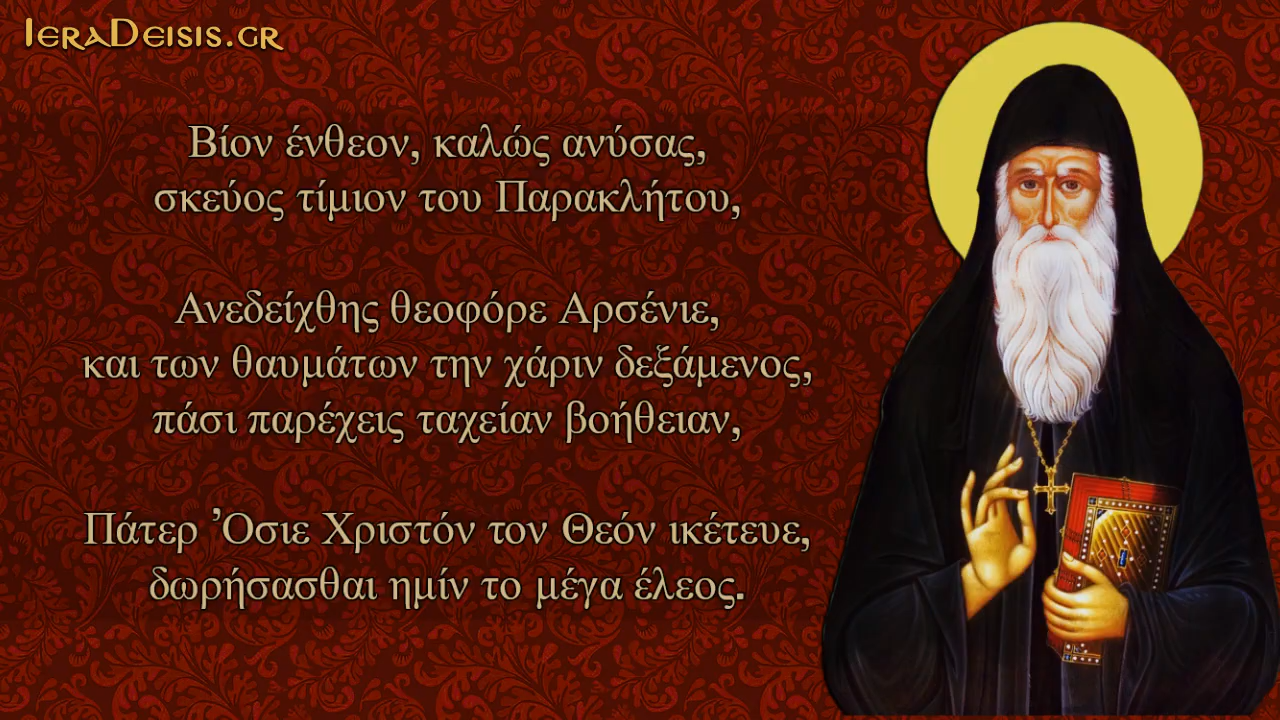 IeraDeisis.gr
Βίον ένθεον, καλώς ανύσας,
σκεύος τίμιον του Παρακλήτου,
Ανεδείχθης θεοφόρε Αρσένιε,
και των θαυμάτων την χάριν δεξάμενος,
πάσι παρέχεις ταχείαν βοήθειαν,
Πάτερ ’Οσιε Χριστόν τον Θεόν ικέτευε,
δωρήσασθαι ημίν το μέγα έλεος.